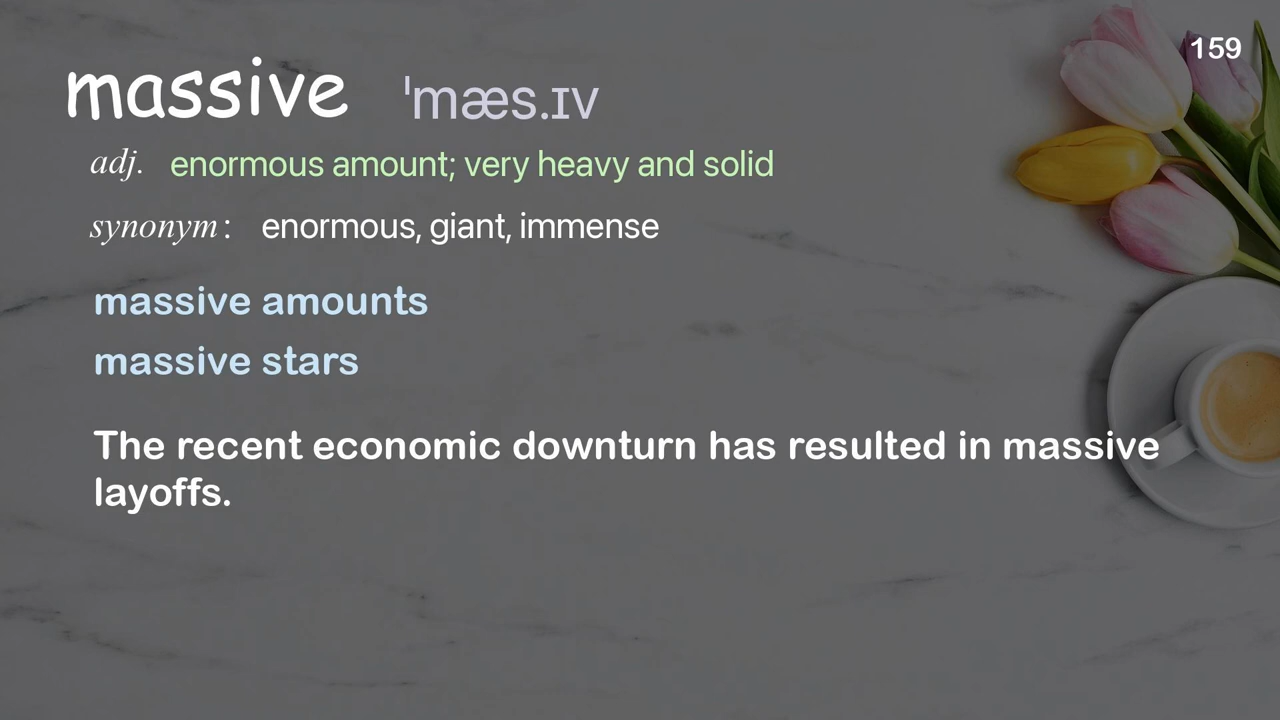 159
massive ˈmæs.ɪv
adj. enormous amount; very heavy and solid
synonym: enormous, giant, immense
massive amounts
massive stars
The recent economic downturn has resulted in massive
layoffs.